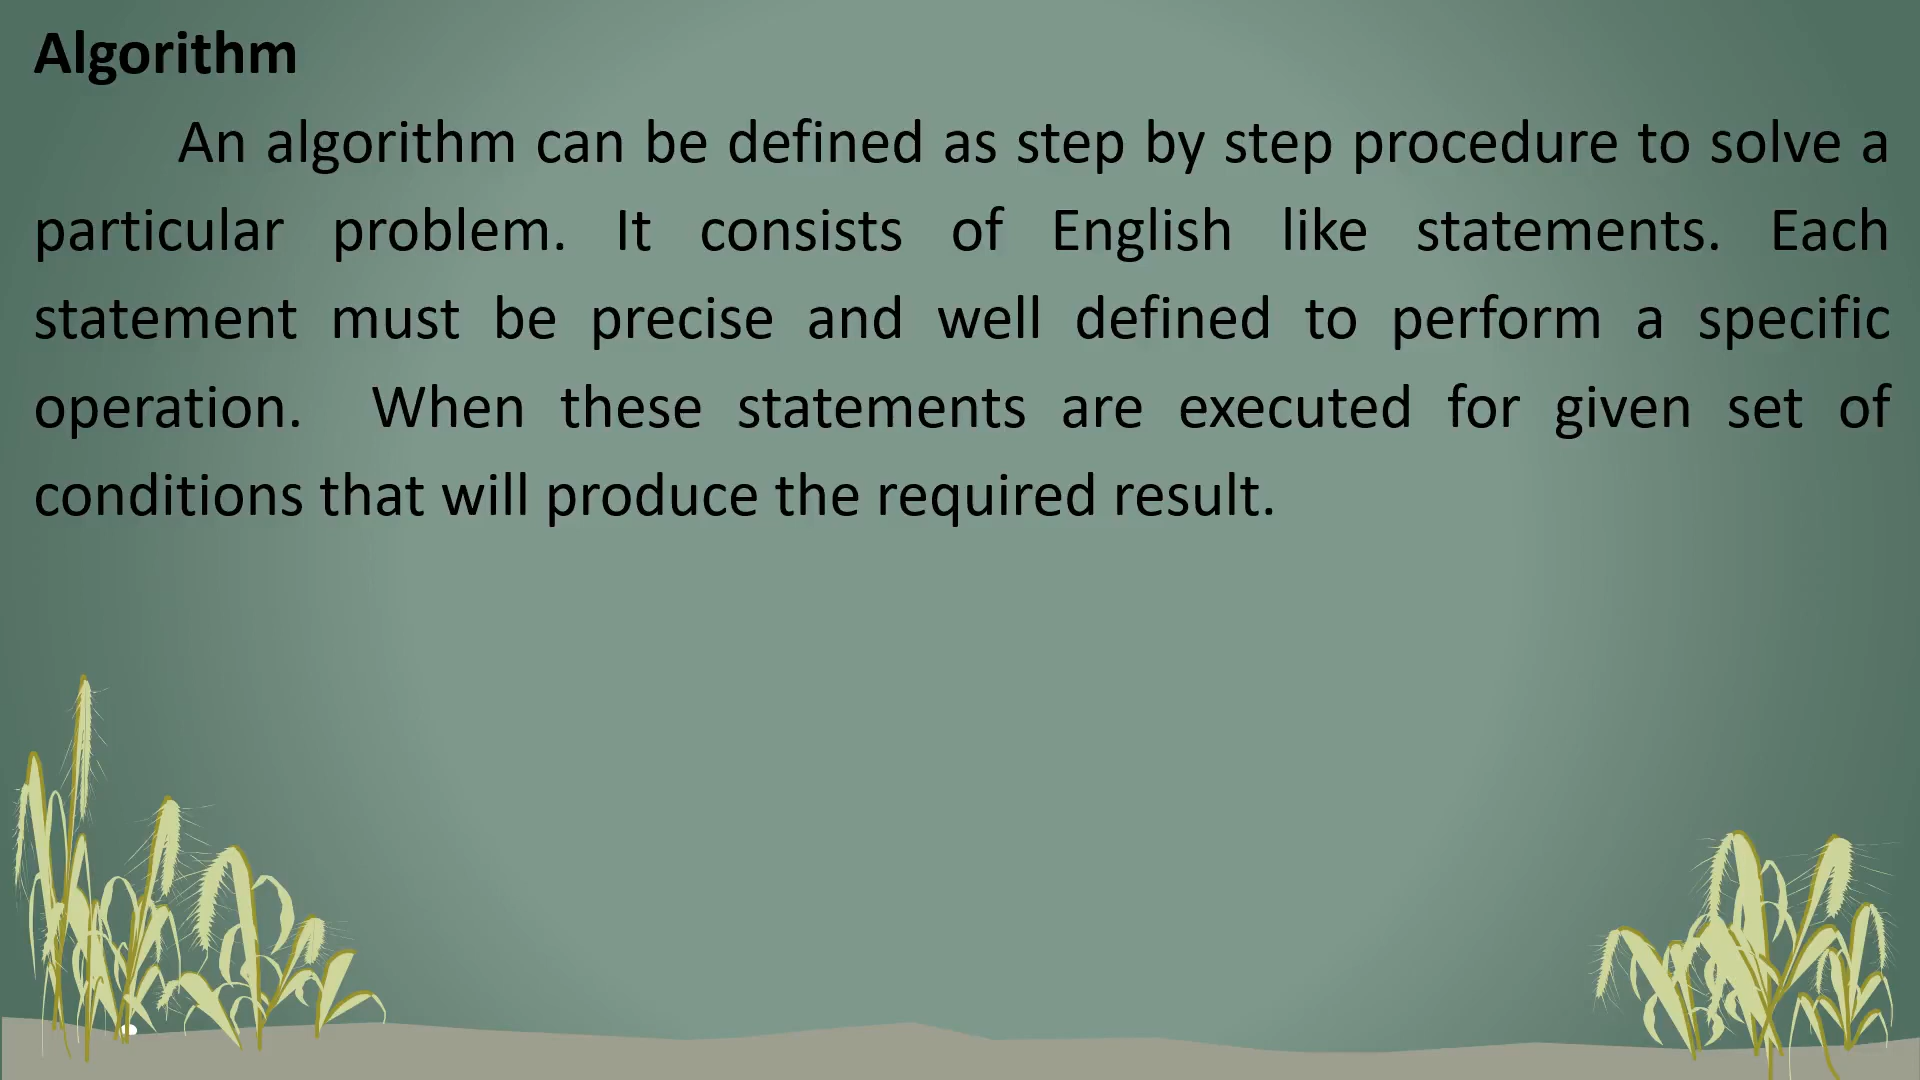 Algorithm
An algorithm can be defined as step by step procedure to solve a
particular problem. It consists of English like statements. Each
statement must be precise and well defined to perform a specific
operation. When these statements are executed for given set of
conditions that will produce the required result.